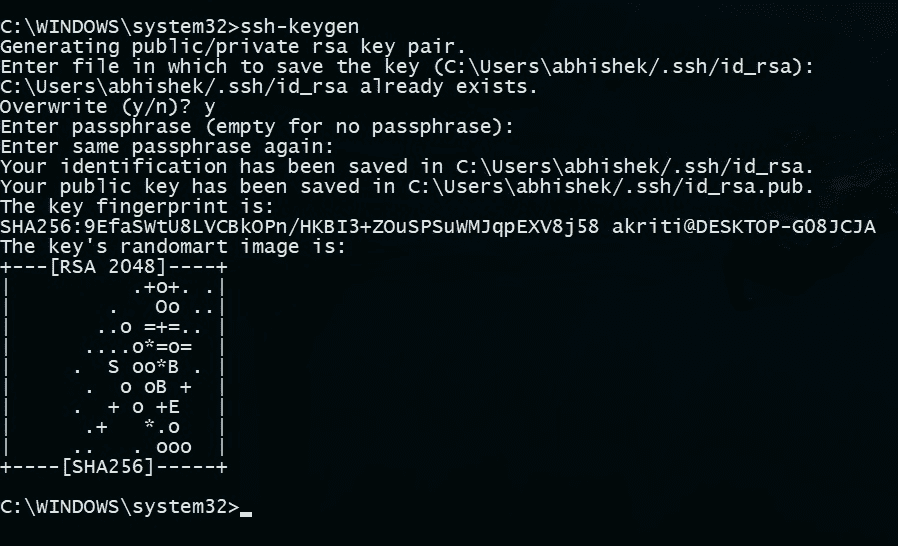 C:\WINDOWS\system32>ssh-keygen
Generating public/private rsa key pair.
Enter file in which to save the key (C:\Users\abhishek/.ssh/id_rsa):
C:\Users\abhishek/.ssh/id_rsa already exists.
Overwrite (y/n)? y
Enter passphrase (empty for no passphrase):
Enter same passphrase again:
Your identification has been saved in C:\Users\abhishek/.ssh/id_rsa.
Your public key has been saved in C:\Users\abhishek/.ssh/id_rsa.pub.
The key fingerprint is:
SHA256:9EfaSWtU8LVCBkOPn/HKBI3+ZOuSPSuWMJqpEXV8j58 akriti@DESKTOP-GO8JCJA
The key's randomart image is:
+---[RSA 2048]----+
|          .+o+. .|
|        .   Oo ..|
|       ..o =+=.. |
|      ....o*=o=  |
|     .  S oo*B . |
|      .  o oB +  |
|     .  + o +E   |
|      .+   *.o   |
|     ..   . ooo  |
+----[SHA256]-----+
C:\WINDOWS\system32>